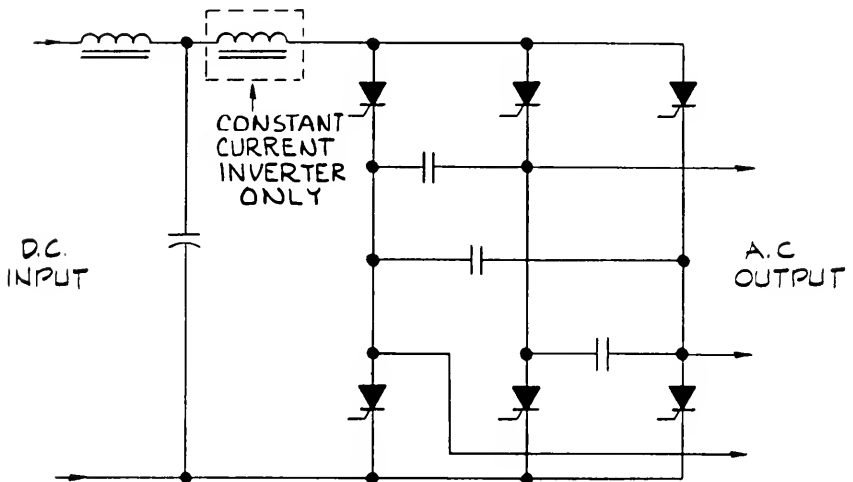 CONSTANT
CURRENT
INVERTER
ONLY
D.C.
INPUT
A.C
OUTPUT